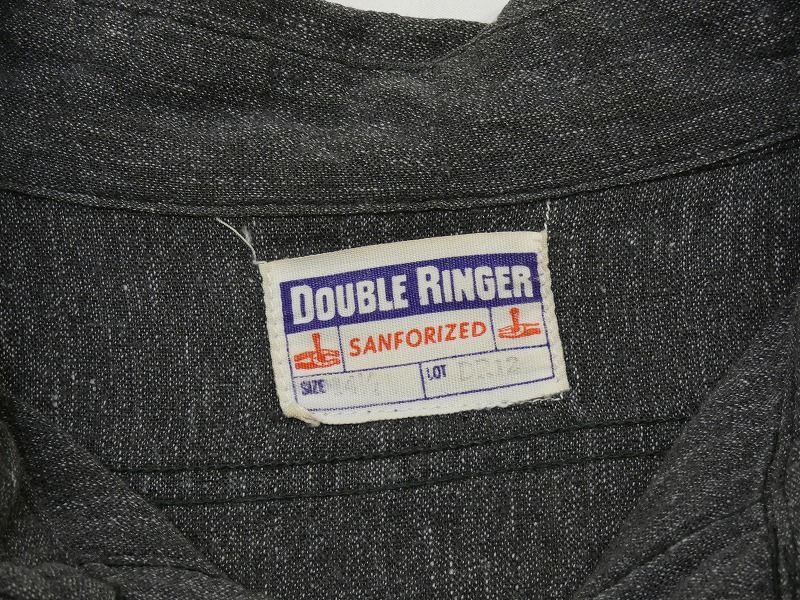 DOUBLE RINGER
SANFORIZED
SIZE LOT